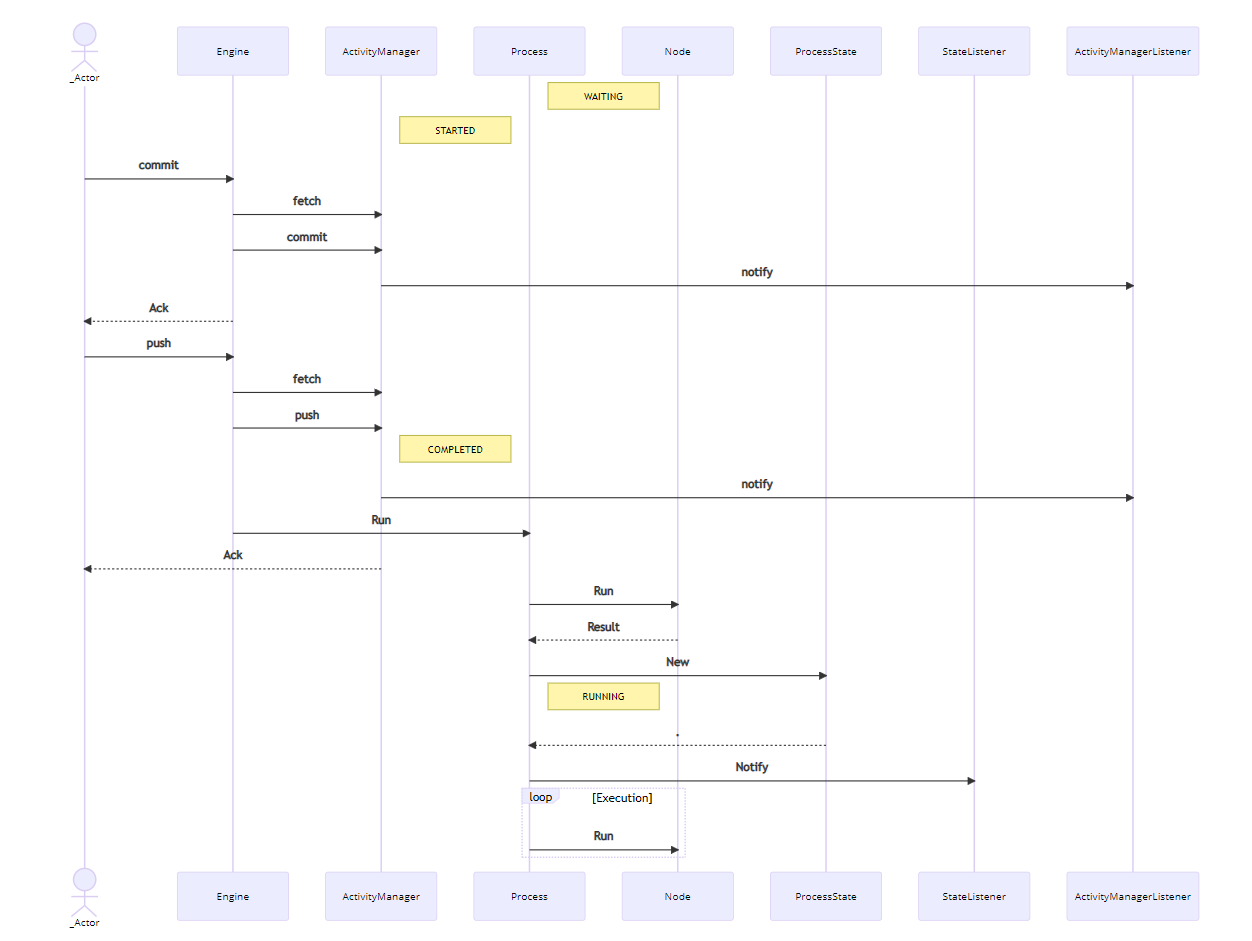 _Actor
Engine
ActivityManager
Process
Node
ProcessState
StateListener
ActivityManagerListener
WAITING
STARTED
commit
fetch
commit
notify
Ack
push
fetch
push
COMPLETED
notify
Run
Ack
Run
Result
New
RUNNING
.
Notify
loop
[Execution]
Run
_Actor
Engine
ActivityManager
Process
Node
ProcessState
StateListener
ActivityManagerListener